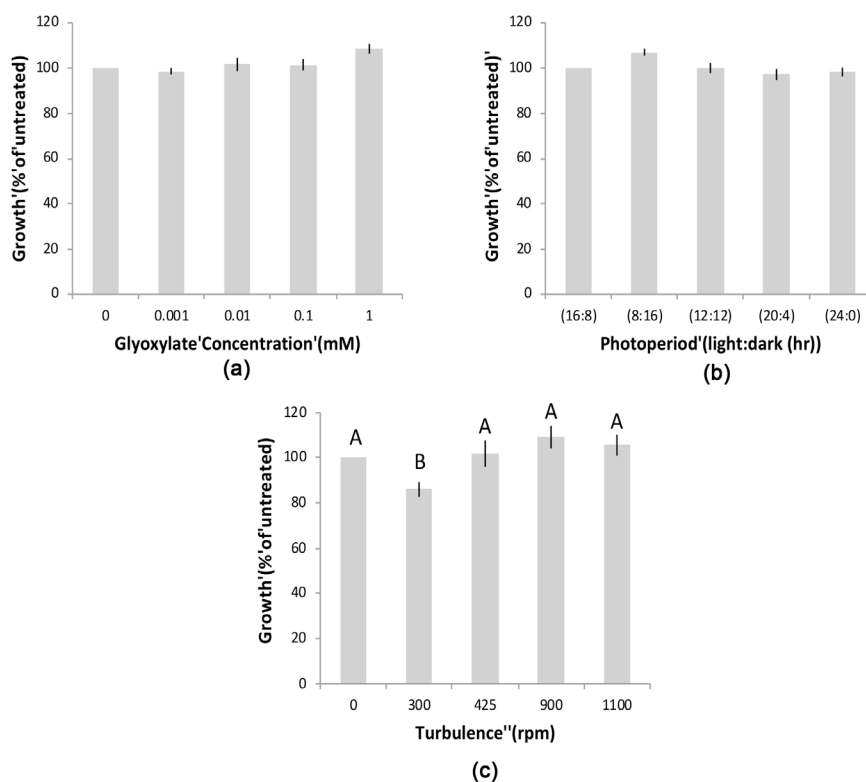 120
100
80
60
40
20
0
Growth'(%'of'untreated)
0 0.001 0.01 0.1 1
Glyoxylate'Concentration'(mM)
(a)
120
100
80
60
40
20
0
Growth'(%'of'untreated)'
(16:8) (8:16) (12:12) (20:4) (24:0)
Photoperiod'(light:dark (hr))
(b)
120
100
80
60
40
20
0
Growth'(%'of'untreated)
A B A A A
0 300 425 900 1100
Turbulence''(rpm)
(c)